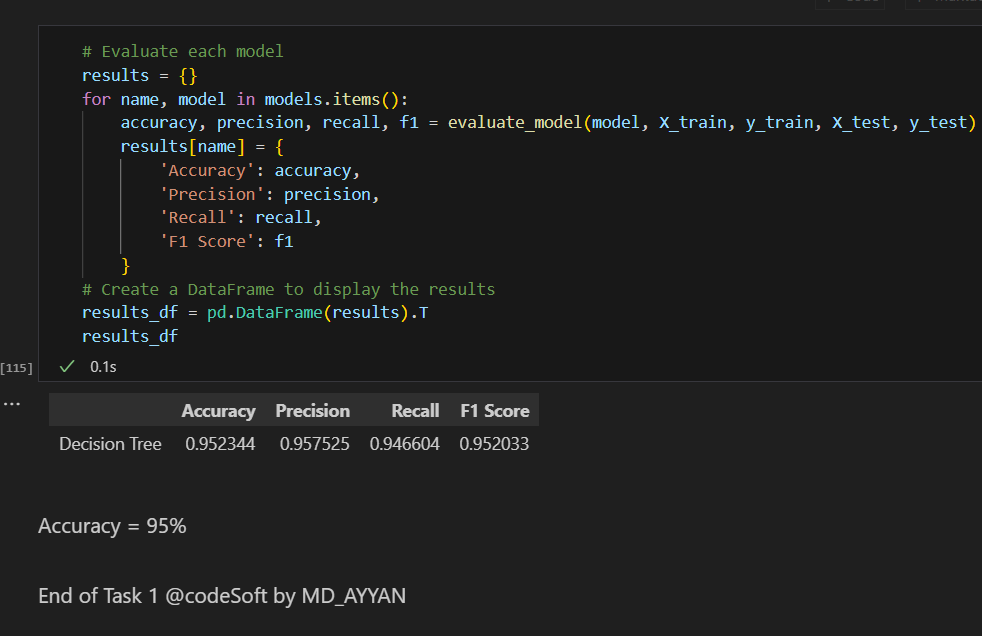 # Evaluate each model
results = {}
for name, model in models.items():
    accuracy, precision, recall, f1 = evaluate_model(model, X_train, y_train, X_test, y_test)
    results[name] = {
        'Accuracy': accuracy,
        'Precision': precision,
        'Recall': recall,
        'F1 Score': f1
    }
# Create a DataFrame to display the results
results_df = pd.DataFrame(results).T
results_df
[115] ✓ 0.1s
...
Accuracy Precision Recall F1 Score
Decision Tree 0.952344 0.957525 0.946604 0.952033
Accuracy = 95%
End of Task 1 @codeSoft by MD_AYYAN